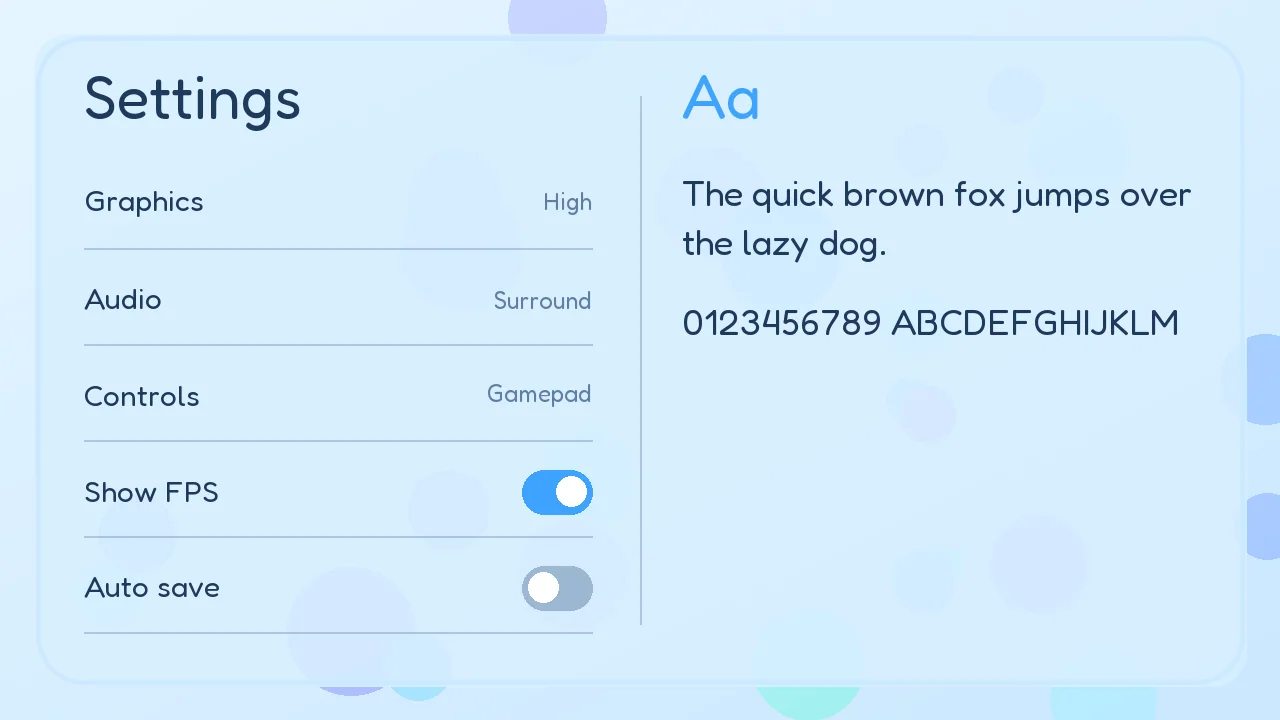 Settings
Graphics High
Audio Surround
Controls Gamepad
Show FPS
Auto save
Aa
The quick brown fox jumps over
the lazy dog.
0123456789 ABCDEFGHIJKLM